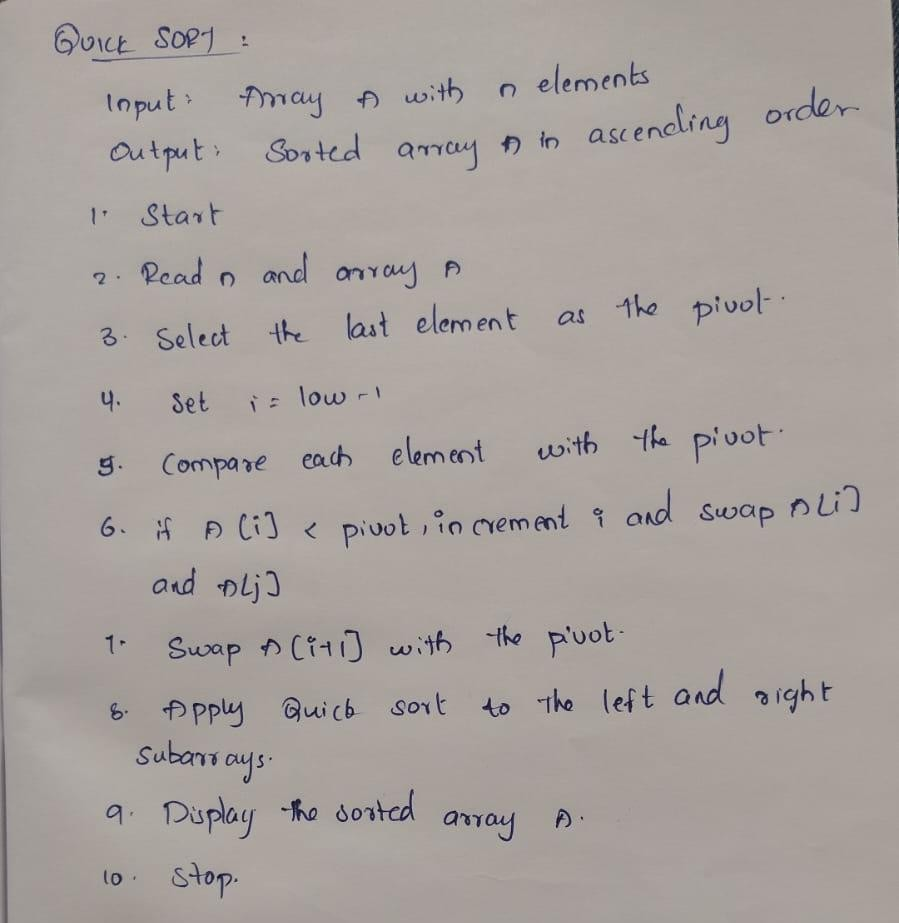 QUICK SORT :
Input : Array A with n elements
Output : Sorted array A in ascending order
1. Start
2. Read n and array A
3. Select the last element as the pivot.
4. Set i = low -1
5. Compare each element with the pivot.
6. if A[i] < pivot, increment i and swap A[i]
and A[j]
7. Swap A[i+1] with the pivot.
8. Apply Quick sort to the left and right
subarrays.
9. Display the sorted array A.
10. Stop.